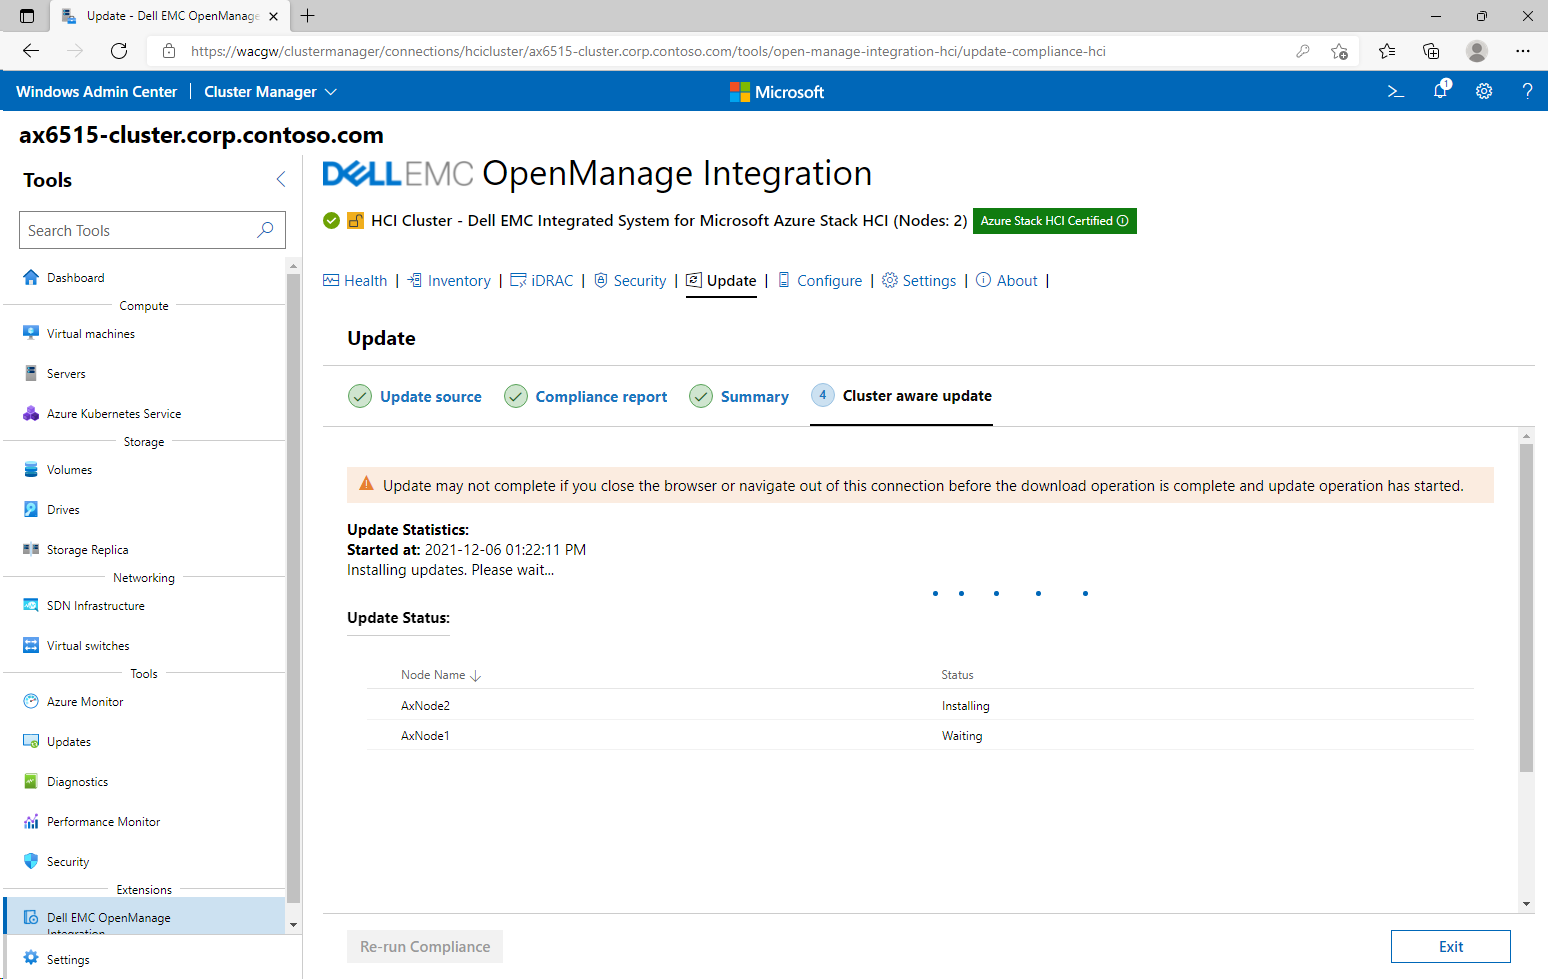 Update - Dell EMC OpenManage
https://wacgw/clustermanager/connections/hcicluster/ax6515-cluster.corp.contoso.com/tools/open-manage-integration-hci/update-compliance-hci
Windows Admin Center
Cluster Manager
Microsoft
1
?
ax6515-cluster.corp.contoso.com
Tools
Search Tools
Dashboard
Compute
Virtual machines
Servers
Azure Kubernetes Service
Storage
Volumes
Drives
Storage Replica
Networking
SDN Infrastructure
Virtual switches
Tools
Azure Monitor
Updates
Diagnostics
Performance Monitor
Security
Extensions
Dell EMC OpenManage
Integration
Settings
DELLEMC OpenManage Integration
HCI Cluster - Dell EMC Integrated System for Microsoft Azure Stack HCI (Nodes: 2) Azure Stack HCI Certified
Health | Inventory | iDRAC | Security | Update | Configure | Settings | About |
Update
Update source
Compliance report
Summary
4 Cluster aware update
Update may not complete if you close the browser or navigate out of this connection before the download operation is complete and update operation has started.
Update Statistics:
Started at: 2021-12-06 01:22:11 PM
Installing updates. Please wait...
Update Status:
Node Name Status
AxNode2 Installing
AxNode1 Waiting
Re-run Compliance
Exit